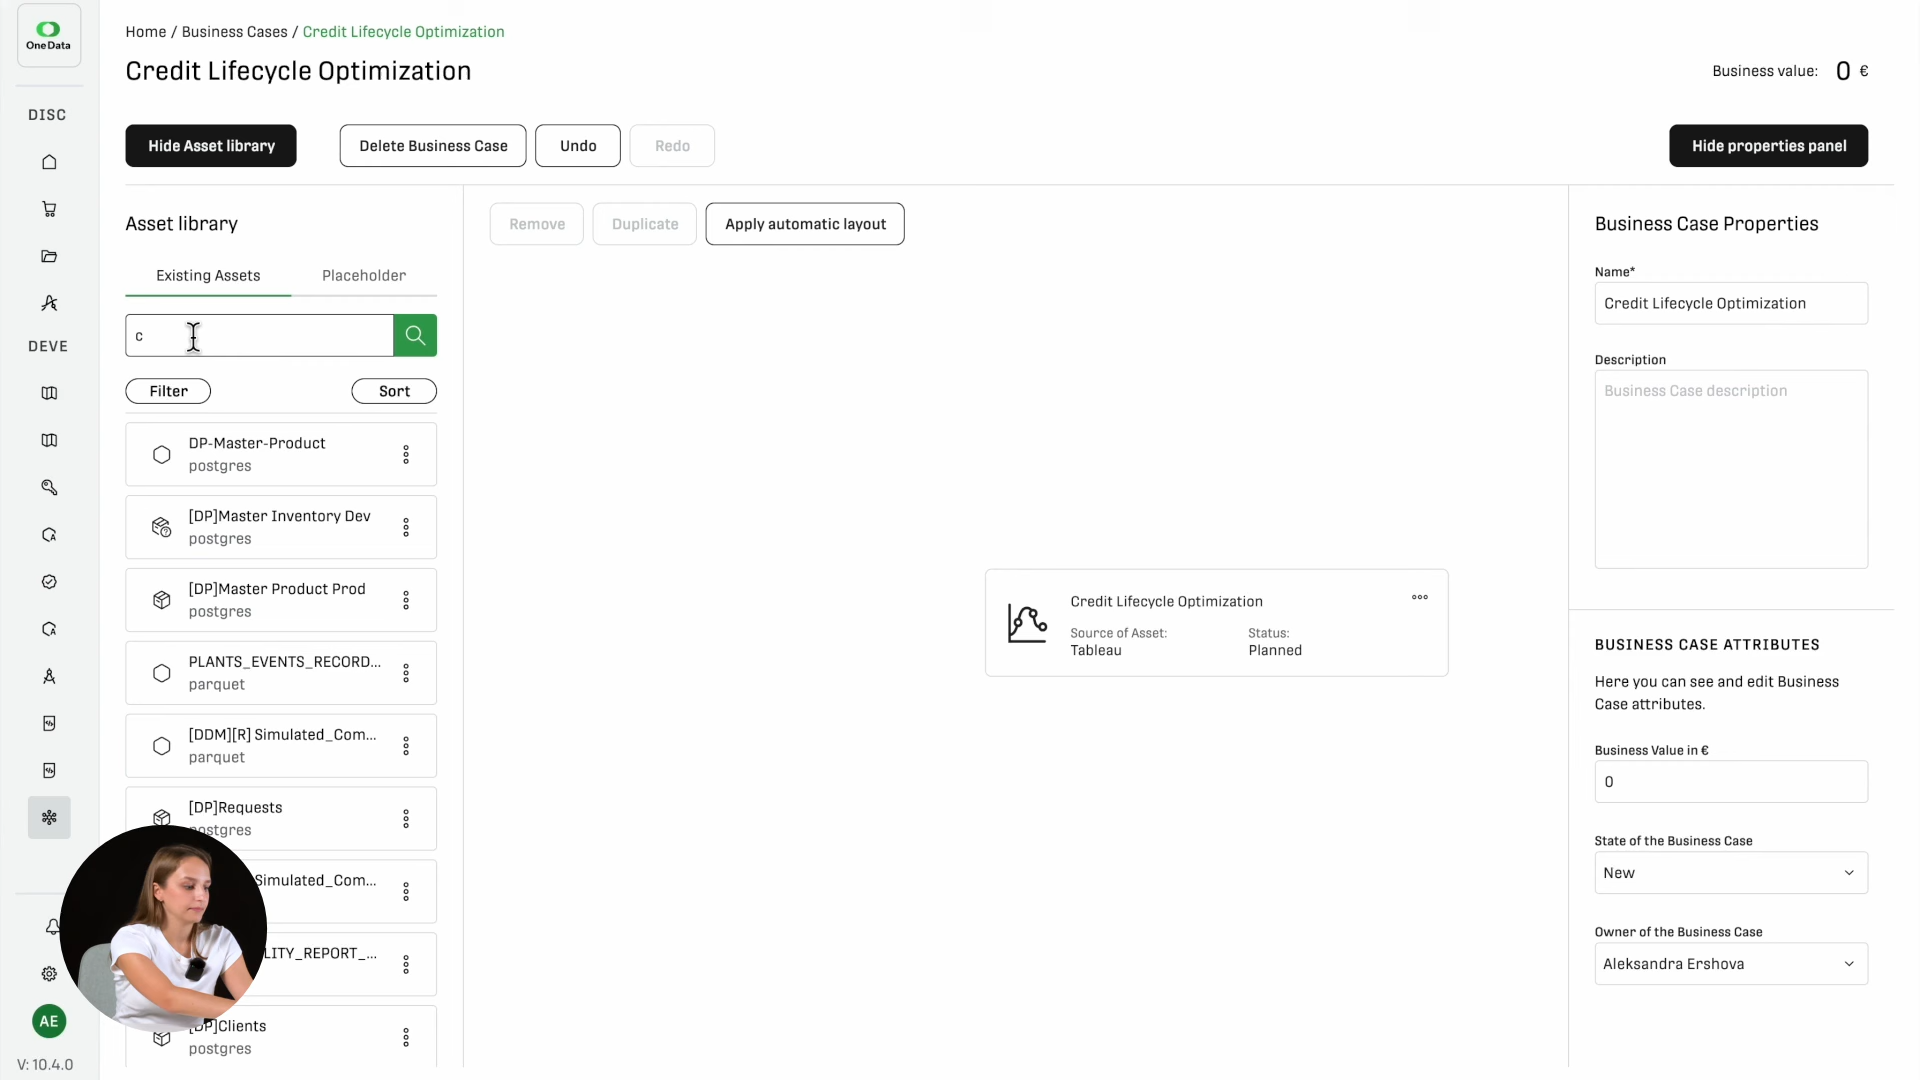 One Data
DISC
DEVE
AE
V: 10.4.0
Home / Business Cases / Credit Lifecycle Optimization
Credit Lifecycle Optimization
Business value: 0 €
Hide Asset library
Delete Business Case
Undo
Redo
Hide properties panel
Asset library
Existing Assets
Placeholder
c
Filter
Sort
DP-Master-Product
postgres
[DP]Master Inventory Dev
postgres
[DP]Master Product Prod
postgres
PLANTS_EVENTS_RECORD...
parquet
[DDM][R] Simulated_Com...
parquet
[DP]Requests
postgres
Simulated_Com...
LITY_REPORT_...
[DP]Clients
postgres
Remove
Duplicate
Apply automatic layout
Credit Lifecycle Optimization
Source of Asset:
Tableau
Status:
Planned
Business Case Properties
Name*
Credit Lifecycle Optimization
Description
Business Case description
BUSINESS CASE ATTRIBUTES
Here you can see and edit Business
Case attributes.
Business Value in €
0
State of the Business Case
New
Owner of the Business Case
Aleksandra Ershova